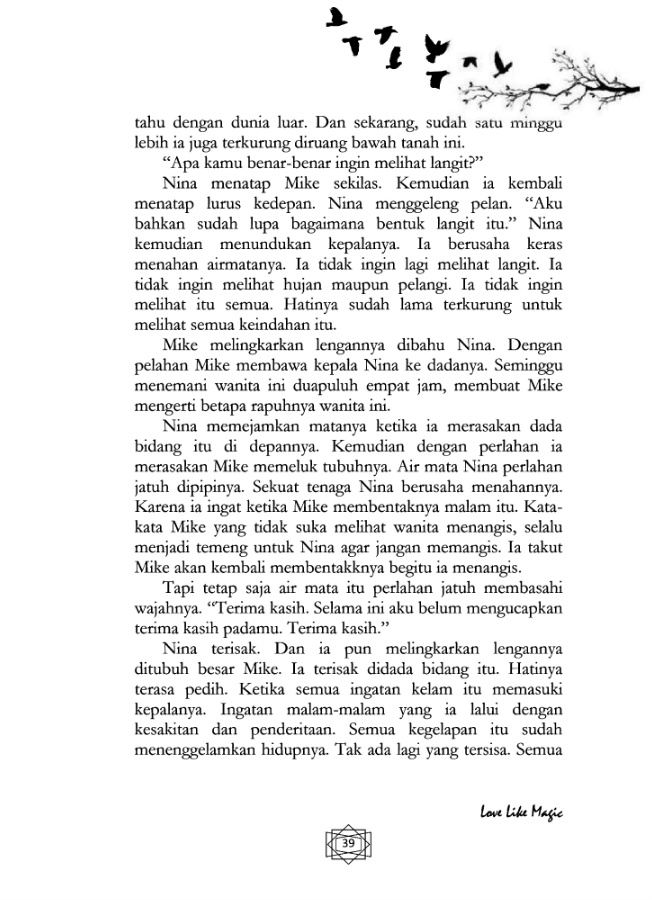 tahu dengan dunia luar. Dan sekarang, sudah satu minggu
lebih ia juga terkurung diruang bawah tanah ini.
“Apa kamu benar-benar ingin melihat langit?”
Nina menatap Mike sekilas. Kemudian ia kembali
menatap lurus kedepan. Nina menggeleng pelan. “Aku
bahkan sudah lupa bagaimana bentuk langit itu.” Nina
kemudian menundukan kepalanya. Ia berusaha keras
menahan airmatanya. Ia tidak ingin lagi melihat langit. Ia
tidak ingin melihat hujan maupun pelangi. Ia tidak ingin
melihat itu semua. Hatinya sudah lama terkurung untuk
melihat semua keindahan itu.
Mike melingkarkan lengannya dibahu Nina. Dengan
pelahan Mike membawa kepala Nina ke dadanya. Seminggu
menemani wanita ini duapuluh empat jam, membuat Mike
mengerti betapa rapuhnya wanita ini.
Nina memejamkan matanya ketika ia merasakan dada
bidang itu di depannya. Kemudian dengan perlahan ia
merasakan Mike memeluk tubuhnya. Air mata Nina perlahan
jatuh dipipinya. Sekuat tenaga Nina berusaha menahannya.
Karena ia ingat ketika Mike membentaknya malam itu. Kata-
kata Mike yang tidak suka melihat wanita menangis, selalu
menjadi temeng untuk Nina agar jangan memangis. Ia takut
Mike akan kembali membentakknya begitu ia menangis.
Tapi tetap saja air mata itu perlahan jatuh membasahi
wajahnya. “Terima kasih. Selama ini aku belum mengucapkan
terima kasih padamu. Terima kasih.”
Nina terisak. Dan ia pun melingkarkan lengannya
ditubuh besar Mike. Ia terisak didada bidang itu. Hatinya
terasa pedih. Ketika semua ingatan kelam itu memasuki
kepalanya. Ingatan malam-malam yang ia lalui dengan
kesakitan dan penderitaan. Semua kegelapan itu sudah
menenggelamkan hidupnya. Tak ada lagi yang tersisa. Semua
Love Like Magic
39